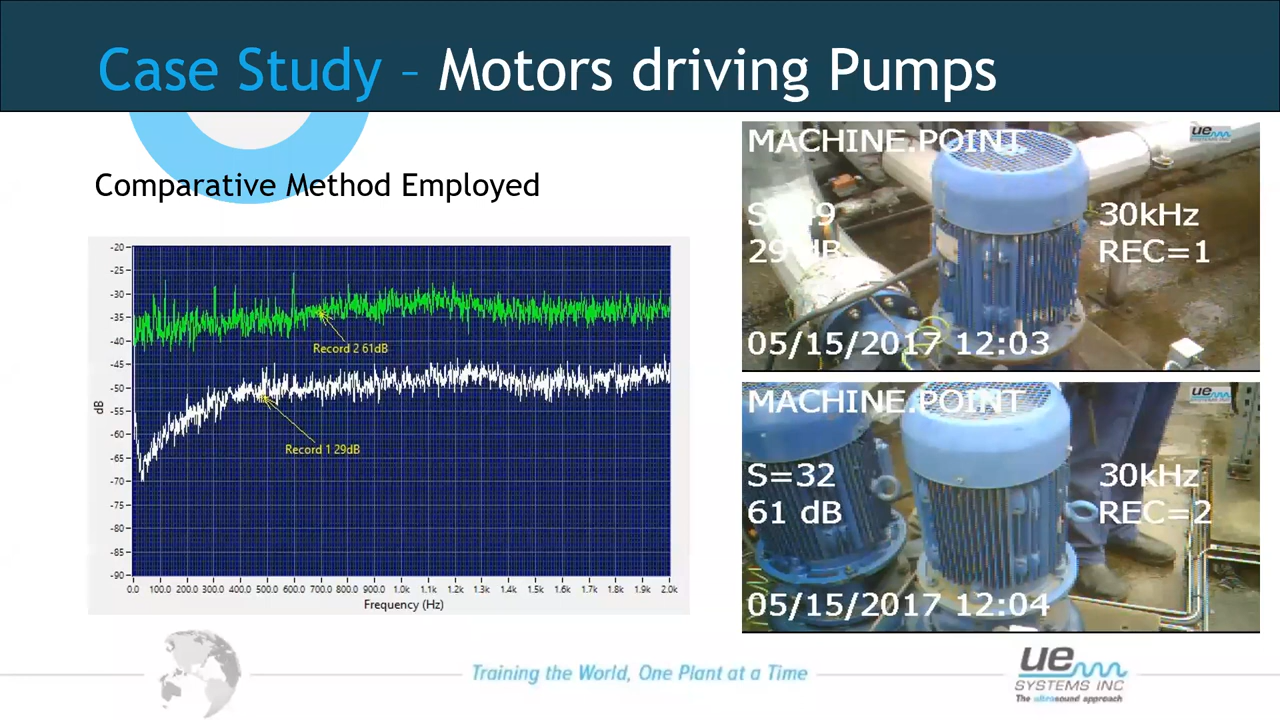 Case Study – Motors driving Pumps
Comparative Method Employed
-20
-25
-30
-35
-40
-45
-50
-55
-60
-65
-70
-75
-80
-85
-90
dB
Record 2 61dB
Record 1 29dB
0.0 100.0 200.0 300.0 400.0 500.0 600.0 700.0 800.0 900.0 1.0k 1.1k 1.2k 1.3k 1.4k 1.5k 1.6k 1.7k 1.8k 1.9k 2.0k
Frequency (Hz)
MACHINE.POINT
ue
30kHz
29 dB REC=1
05/15/2017 12:03
MACHINE.POINT
ue
S=32 30kHz
61 dB REC=2
05/15/2017 12:04
Training the World, One Plant at a Time
ue
SYSTEMS INC
The ultrasound approach